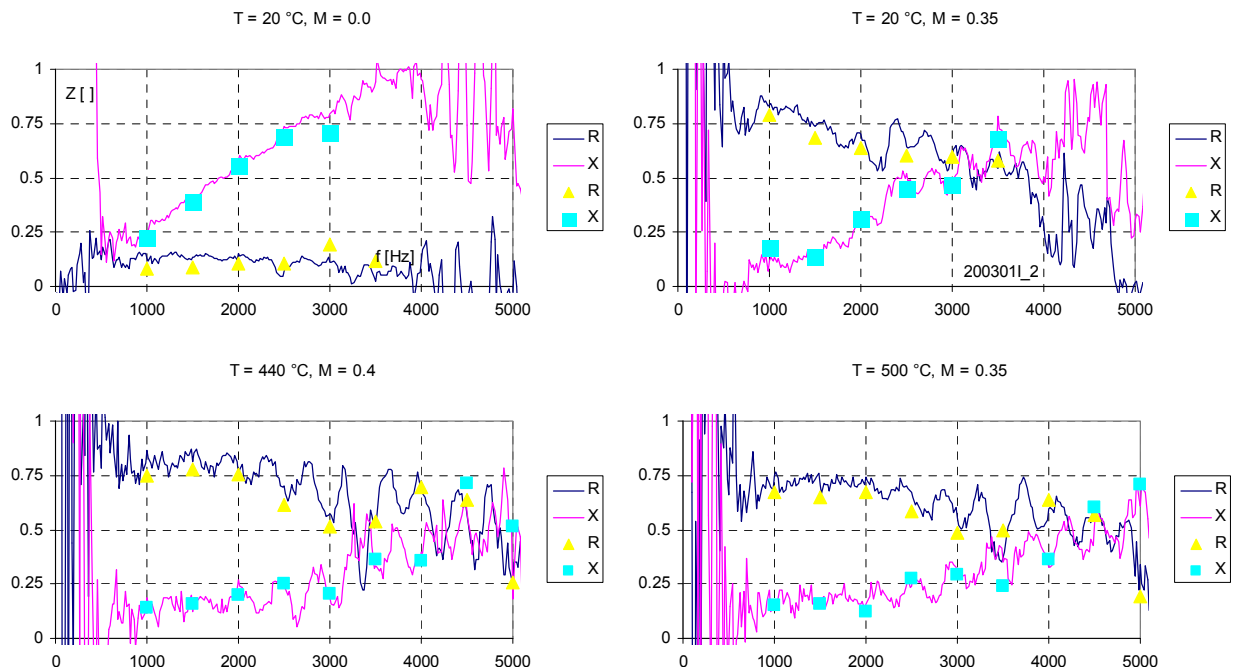 T = 20 °C, M = 0.0
1
0.75
0.5
0.25
0
Z [ ]
f [Hz]
0 1000 2000 3000 4000 5000
R
X
R
X
T = 20 °C, M = 0.35
1
0.75
0.5
0.25
0
200301I_2
0 1000 2000 3000 4000 5000
R
X
R
X
T = 440 °C, M = 0.4
1
0.75
0.5
0.25
0
0 1000 2000 3000 4000 5000
R
X
R
X
T = 500 °C, M = 0.35
1
0.75
0.5
0.25
0
0 1000 2000 3000 4000 5000
R
X
R
X